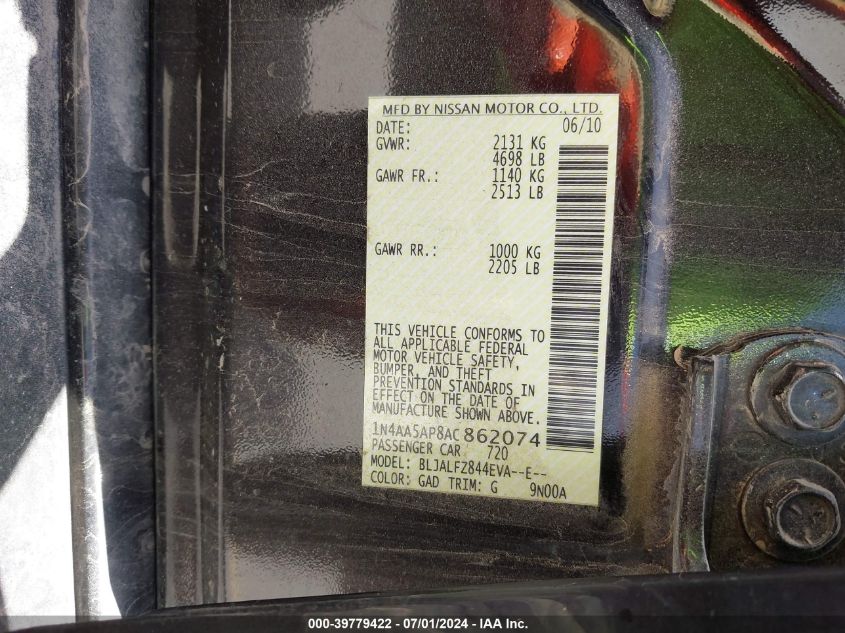 MFD BY NISSAN MOTOR CO., LTD.
DATE: 06/10
GVWR: 2131 KG
4698 LB
GAWR FR.: 1140 KG
2513 LB
GAWR RR.: 1000 KG
2205 LB
THIS VEHICLE CONFORMS TO
ALL APPLICABLE FEDERAL
MOTOR VEHICLE SAFETY,
BUMPER, AND THEFT
PREVENTION STANDARDS IN
EFFECT ON THE DATE OF
MANUFACTURE SHOWN ABOVE.
1N4AA5AP8AC862074
PASSENGER CAR 720
MODEL: BLJALFZ844EVA--E--
COLOR: GAD TRIM: G 9N00A
000-39779422 - 07/01/2024 - IAA Inc.